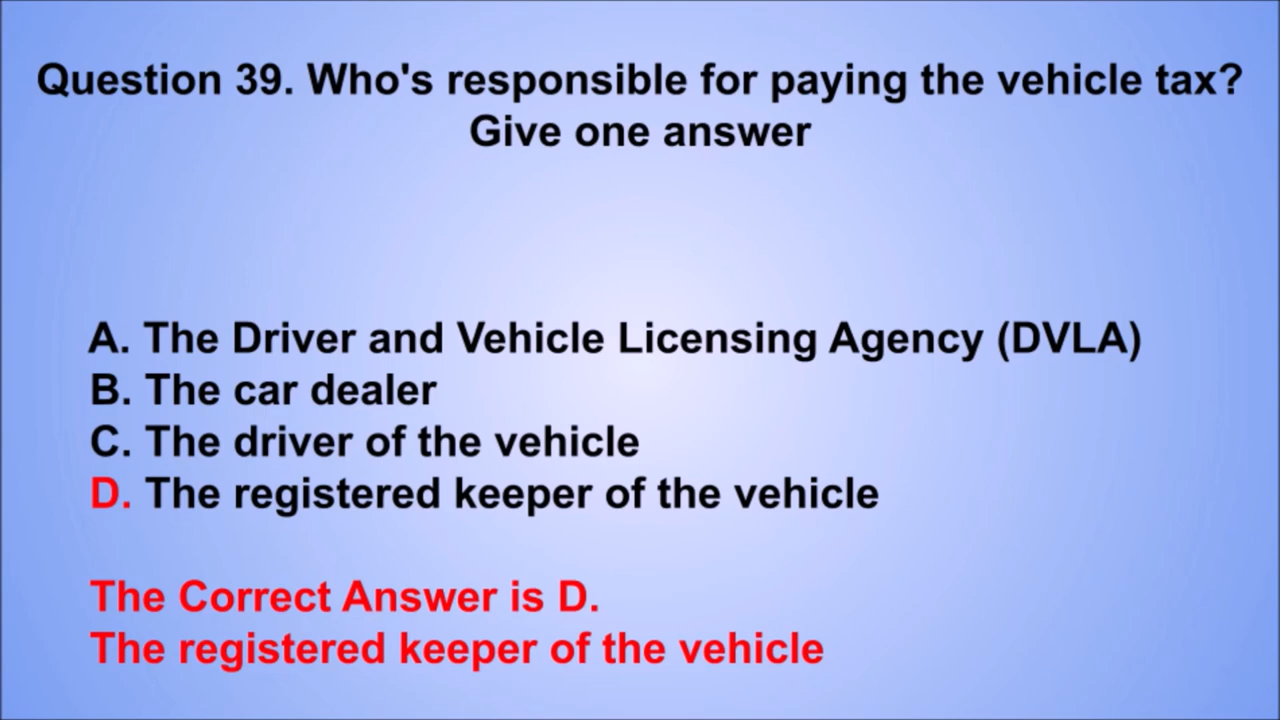 Question 39. Who's responsible for paying the vehicle tax?
Give one answer
A. The Driver and Vehicle Licensing Agency (DVLA)
B. The car dealer
C. The driver of the vehicle
D. The registered keeper of the vehicle
The Correct Answer is D.
The registered keeper of the vehicle